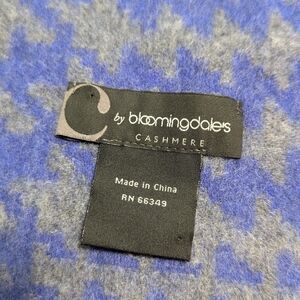 C by bloomingdale's
CASHMERE
Made in China
RN 66349